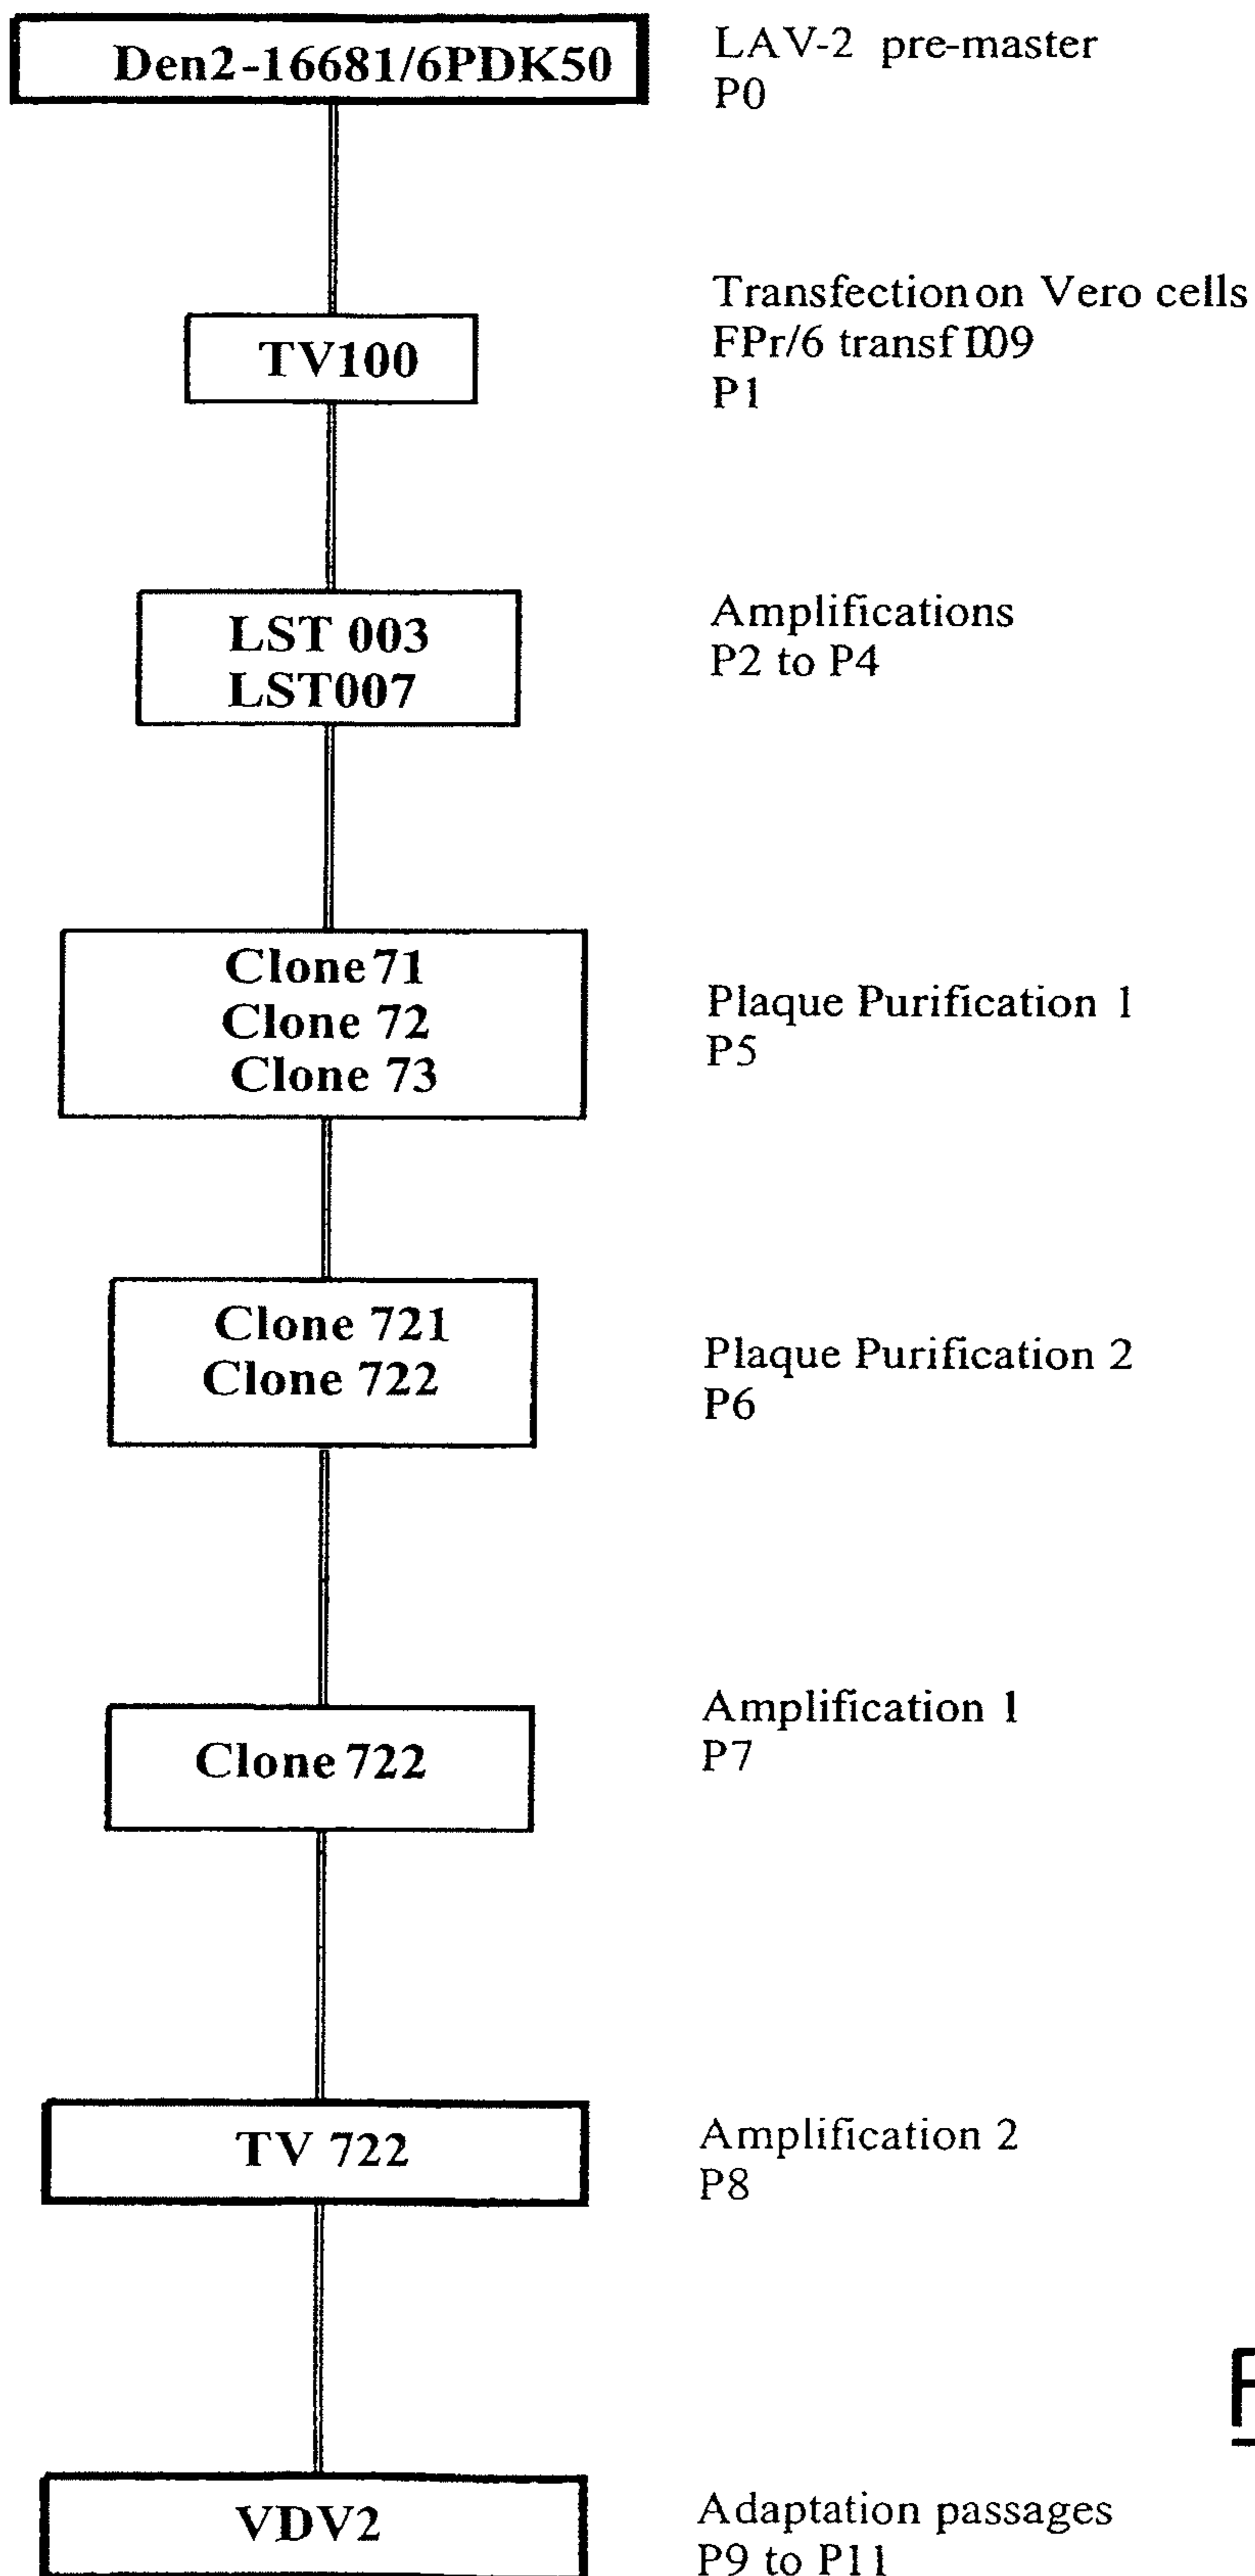 Den2-16681/6PDK50
LAV-2 pre-master
P0
TV100
Transfection on Vero cells
FPr/6 transf D09
P1
LST 003
LST007
Amplifications
P2 to P4
Clone 71
Clone 72
Clone 73
Plaque Purification 1
P5
Clone 721
Clone 722
Plaque Purification 2
P6
Clone 722
Amplification 1
P7
TV 722
Amplification 2
P8
VDV2
Adaptation passages
P9 to P11